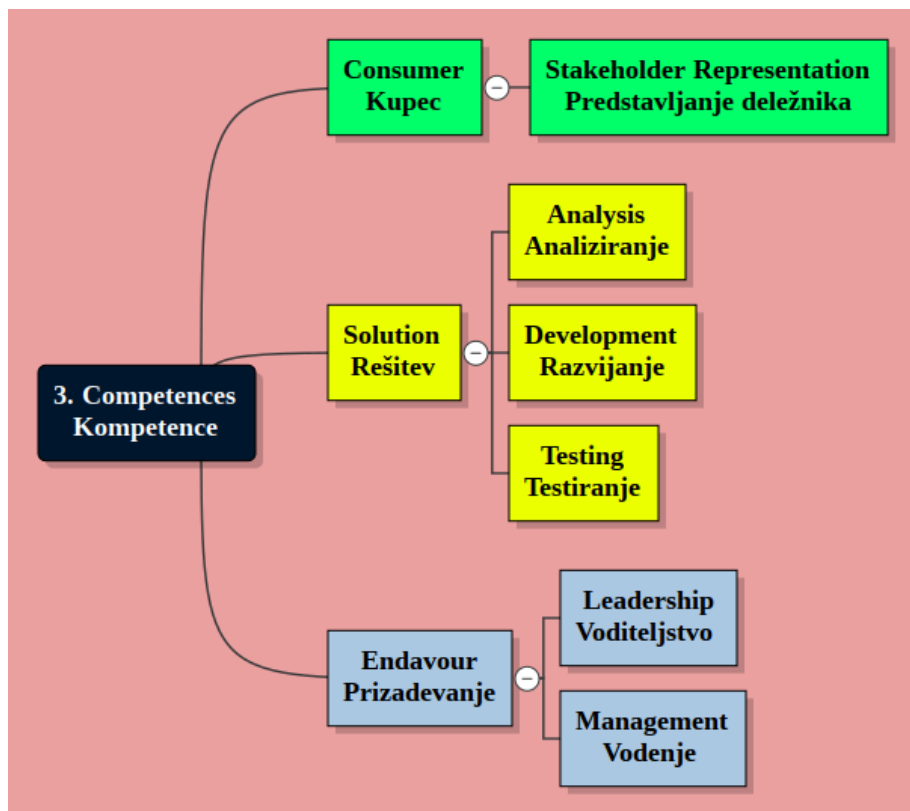 Consumer
Kupec
Stakeholder Representation
Predstavljanje deležnika
Analysis
Analiziranje
Solution
Rešitev
Development
Razvijanje
3. Competences
Kompetence
Testing
Testiranje
Leadership
Voditeljstvo
Endavour
Prizadevanje
Management
Vodenje